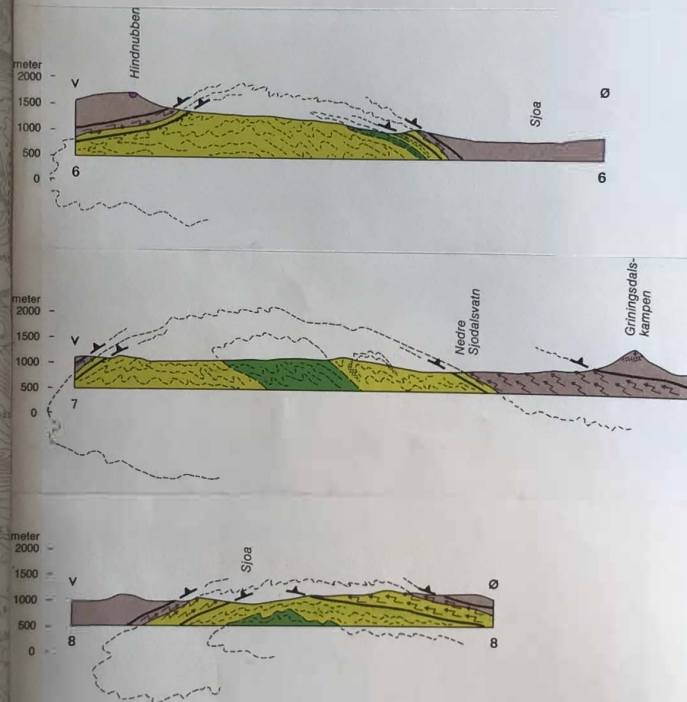 Hindnubben
meter
2000
V
Ø
1500
Sjoa
1000
500
0
6
6
Griningsdals-
kampen
Nedre
Sjodalsvatn
meter
2000
1500
V
1000
500
0
7
Sjoa
meter
2000
1500
V
Ø
1000
500
0
8
8